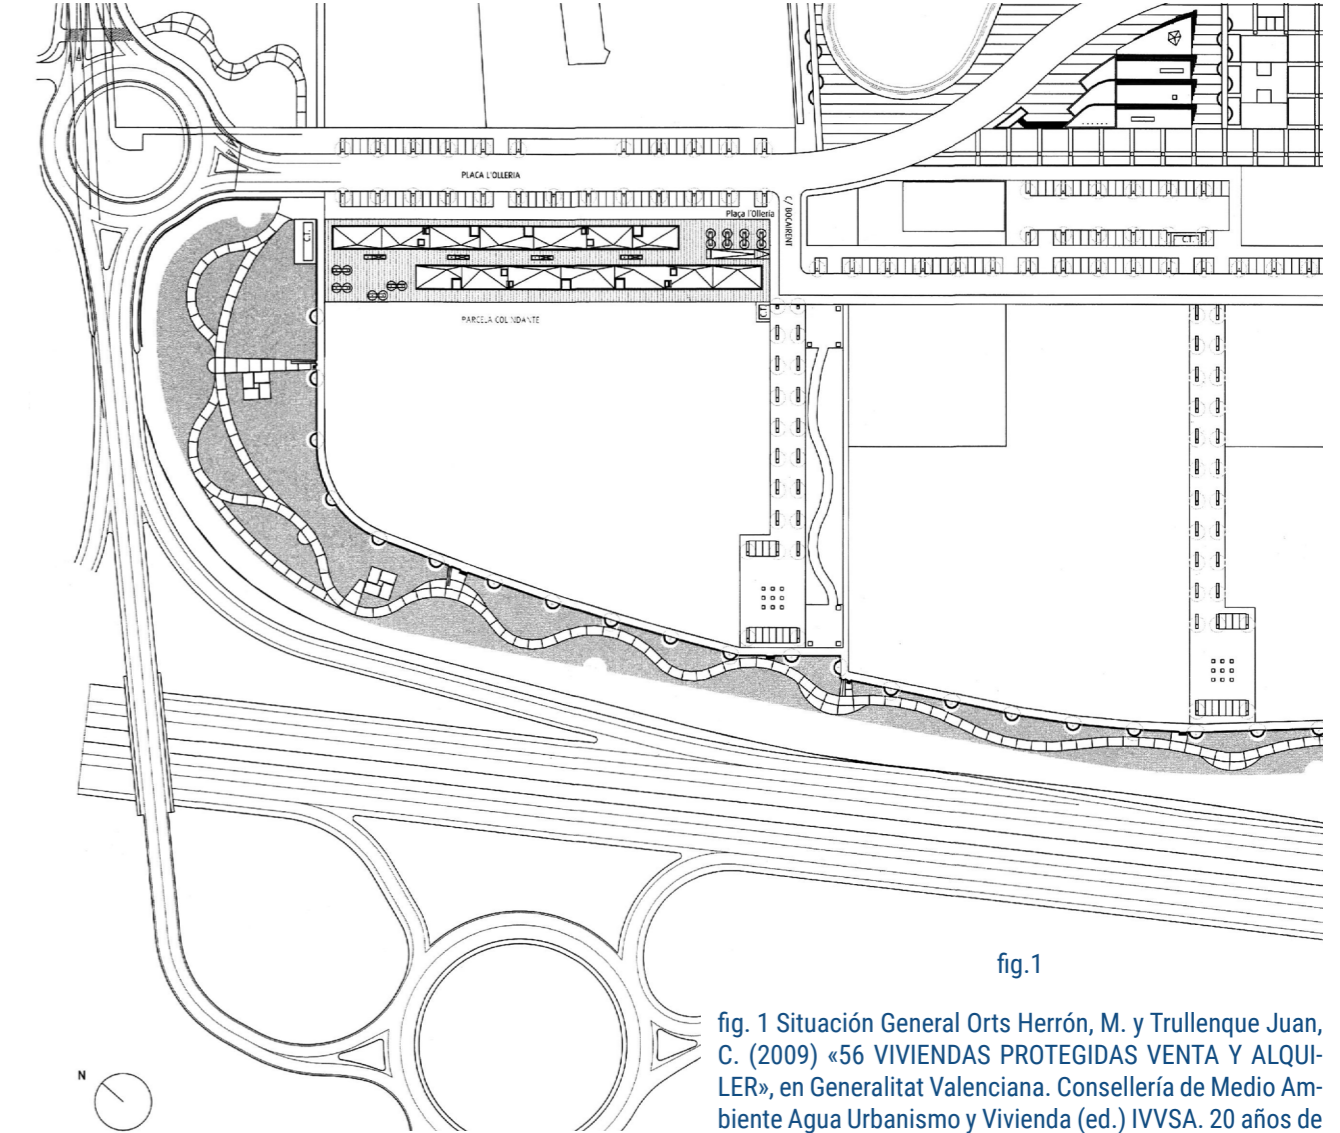 PLACA L'OLLERIA
Plaça l'Olleria
C/ BOCAIRENT
C.T.
C.T.
C.T.
PARCELA COLINDANTE
N
fig.1
fig. 1 Situación General Orts Herrón, M. y Trullenque Juan,
C. (2009) «56 VIVIENDAS PROTEGIDAS VENTA Y ALQUI-
LER», en Generalitat Valenciana. Consellería de Medio Am-
biente Agua Urbanismo y Vivienda (ed.) IVVSA. 20 años de